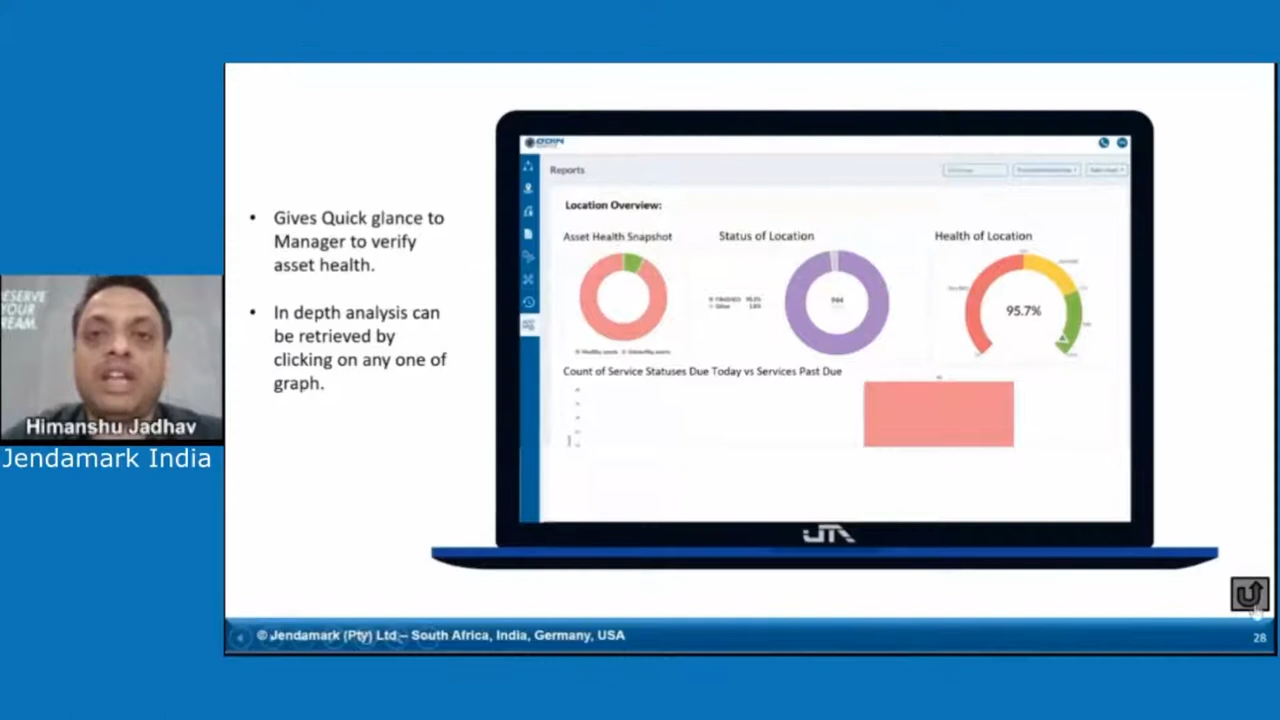 Gives Quick glance to
Manager to verify
asset health.
In depth analysis can
be retrieved by
clicking on any one of
graph.
ODIN
Reports
Location Overview:
Asset Health Snapshot
Status of Location
Health of Location
944
95.7%
Count of Service Statuses Due Today vs Services Past Due
Himanshu Jadhav
Jendamark India
© Jendamark (Pty) Ltd – South Africa, India, Germany, USA
28